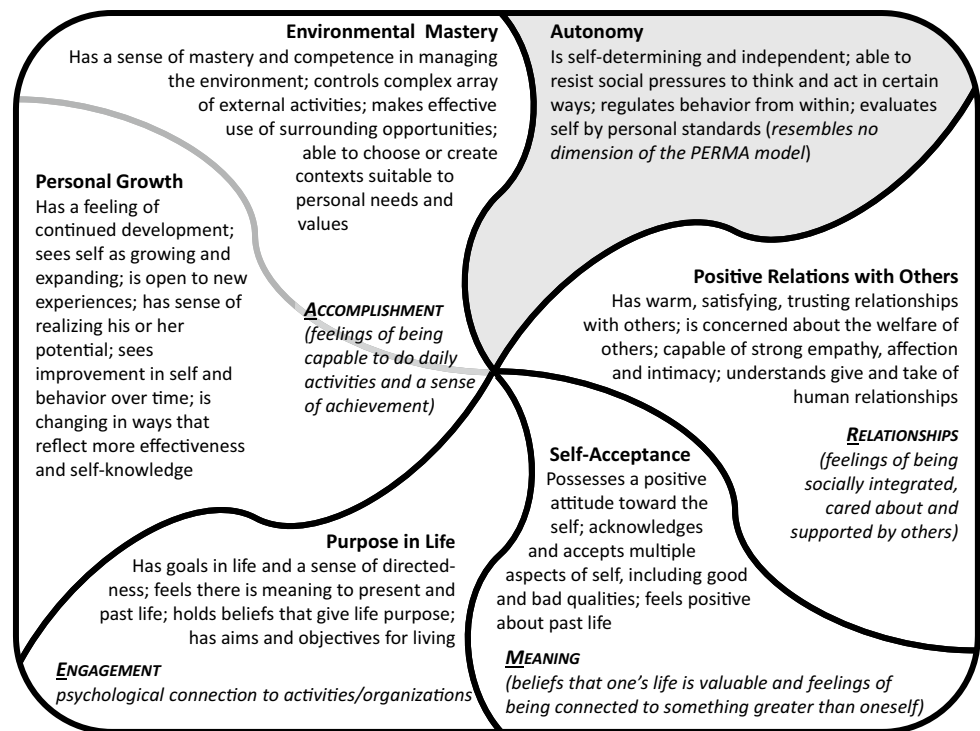 Environmental Mastery
Has a sense of mastery and competence in managing
the environment; controls complex array
of external activities; makes effective
use of surrounding opportunities;
able to choose or create
contexts suitable to
personal needs and
values
Autonomy
Is self-determining and independent; able to
resist social pressures to think and act in certain
ways; regulates behavior from within; evaluates
self by personal standards (resembles no
dimension of the PERMA model)
Personal Growth
Has a feeling of
continued development;
sees self as growing and
expanding; is open to new
experiences; has sense of
realizing his or her
potential; sees
improvement in self and
behavior over time; is
changing in ways that
reflect more effectiveness
and self-knowledge
ACCOMPLISHMENT
(feelings of being
capable to do daily
activities and a sense
of achievement)
Positive Relations with Others
Has warm, satisfying, trusting relationships
with others; is concerned about the welfare of
others; capable of strong empathy, affection
and intimacy; understands give and take of
human relationships
RELATIONSHIPS
(feelings of being
socially integrated,
cared about and
supported by others)
Purpose in Life
Has goals in life and a sense of directed-
ness; feels there is meaning to present and
past life; holds beliefs that give life purpose;
has aims and objectives for living
ENGAGEMENT
psychological connection to activities/organizations
Self-Acceptance
Possesses a positive
attitude toward the
self; acknowledges
and accepts multiple
aspects of self, including good
and bad qualities; feels positive
about past life
MEANING
(beliefs that one's life is valuable and feelings of
being connected to something greater than oneself)